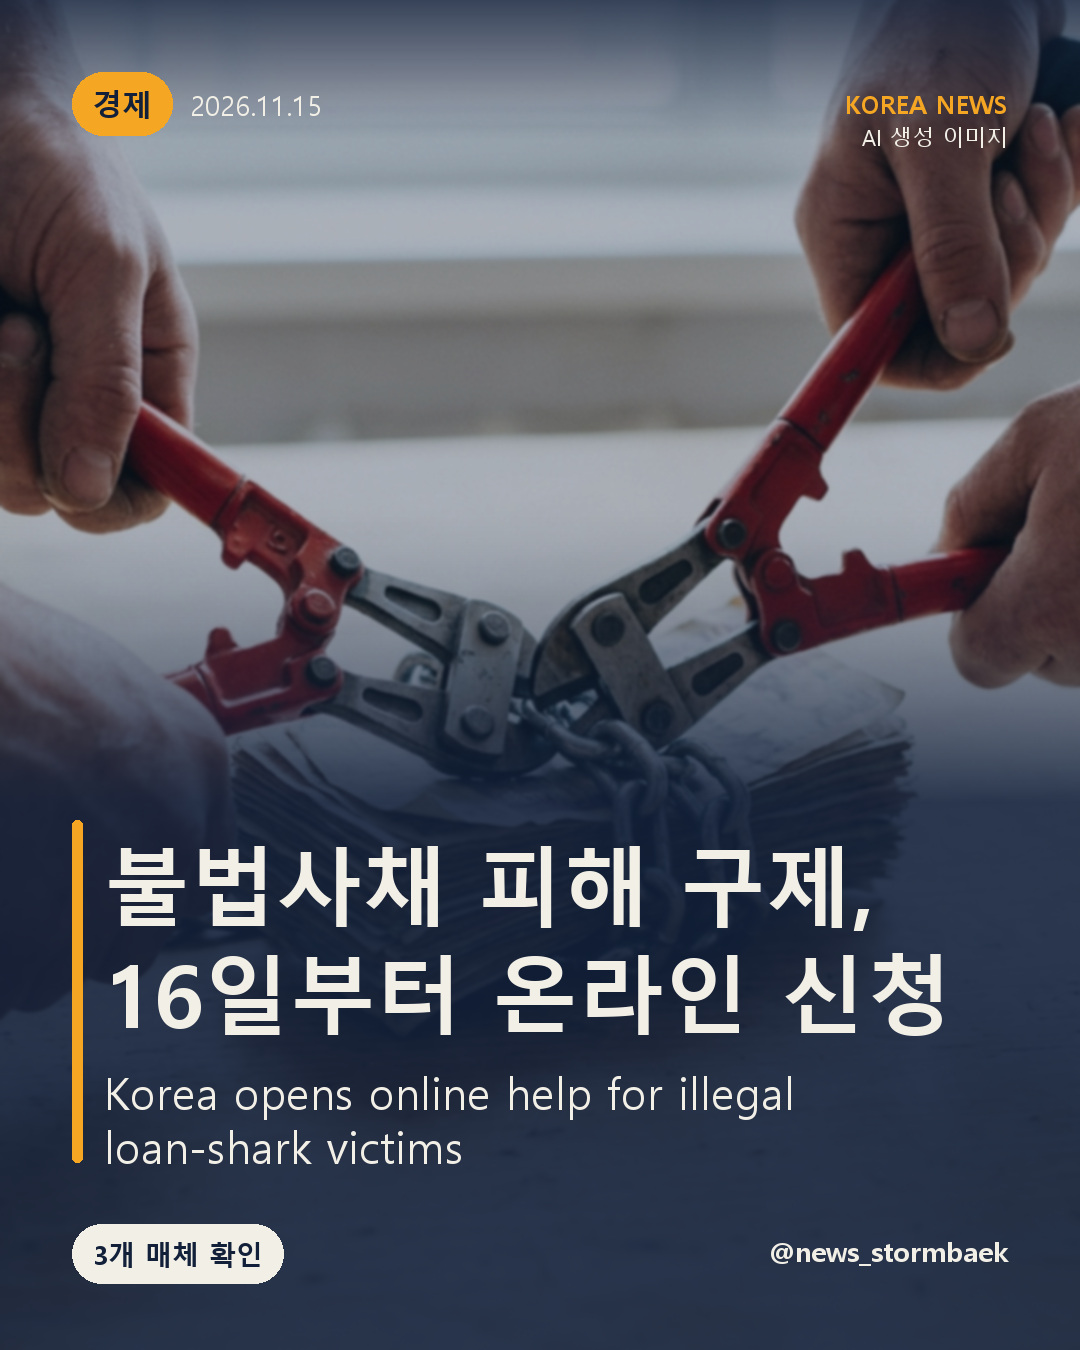 경제 2026.11.15
KOREA NEWS
AI 생성 이미지
불법사채 피해 구제,
16일부터 온라인 신청
Korea opens online help for illegal
loan-shark victims
3개 매체 확인
@news_stormbaek